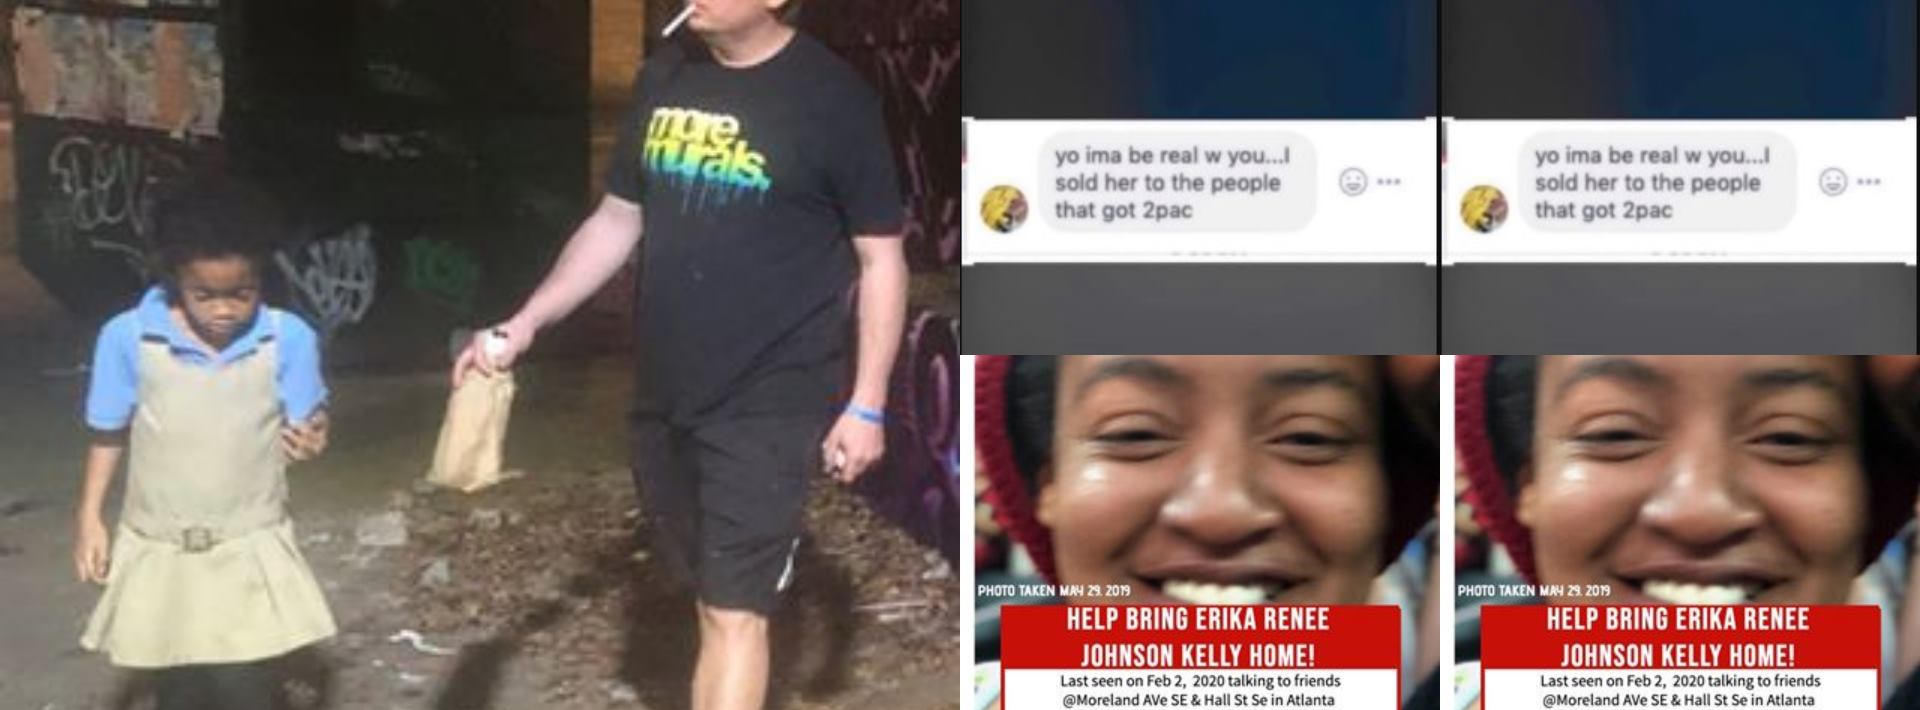 more
murals.
yo ima be real w you...I
sold her to the people
that got 2pac
yo ima be real w you...I
sold her to the people
that got 2pac
PHOTO TAKEN MAY 29. 2019
HELP BRING ERIKA RENEE
JOHNSON KELLY HOME!
Last seen on Feb 2, 2020 talking to friends
@Moreland AVe SE & Hall St Se in Atlanta
PHOTO TAKEN MAY 29. 2019
HELP BRING ERIKA RENEE
JOHNSON KELLY HOME!
Last seen on Feb 2, 2020 talking to friends
@Moreland AVe SE & Hall St Se in Atlanta